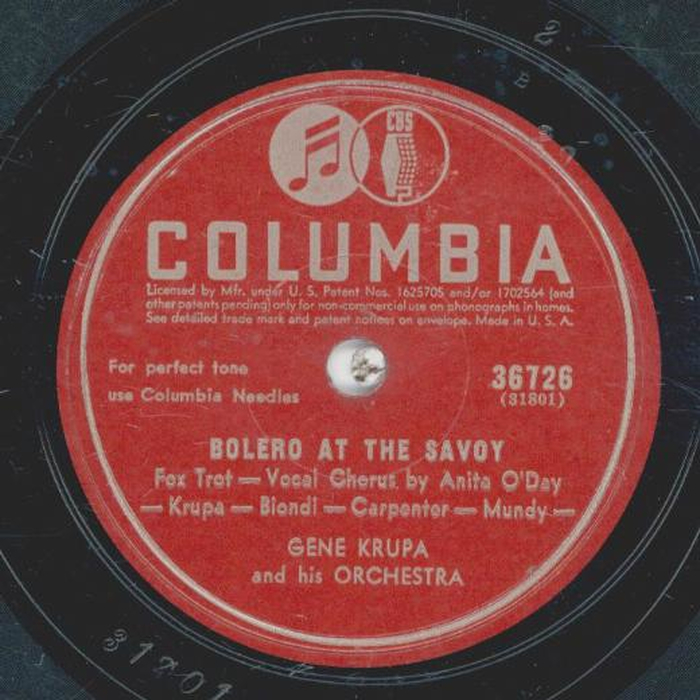 CBS
COLUMBIA
Licensed by Mfr. under U. S. Patent Nos. 1625705 and/or 1702564 (and
other patents pending) only for non-commercial use on phonographs in homes.
See detailed trade mark and patent notices on envelope. Made in U. S. A.
For perfect tone
use Columbia Needles
36726
(31801)
BOLERO AT THE SAVOY
Fox Trot — Vocal Chorus by Anita O'Day
— Krupa — Biondi — Carpenter — Mundy —
GENE KRUPA
and his ORCHESTRA